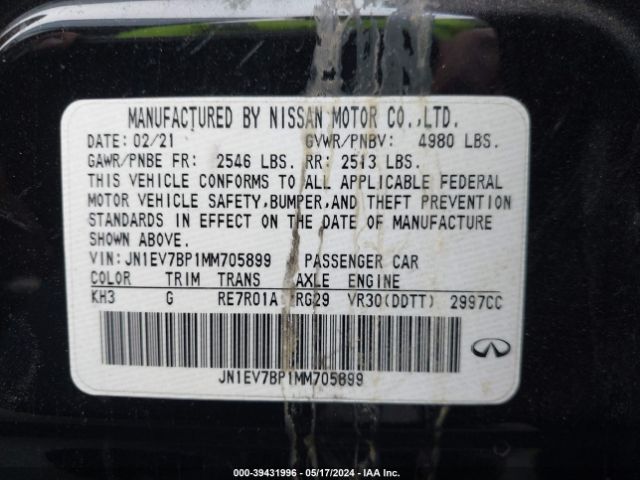 MANUFACTURED BY NISSAN MOTOR CO.,LTD.
DATE: 02/21 GVWR/PNBV: 4980 LBS.
GAWR/PNBE FR: 2546 LBS. RR: 2513 LBS.
THIS VEHICLE CONFORMS TO ALL APPLICABLE FEDERAL
MOTOR VEHICLE SAFETY, BUMPER, AND THEFT PREVENTION
STANDARDS IN EFFECT ON THE DATE OF MANUFACTURE
SHOWN ABOVE.
VIN: JN1EV7BP1MM705899 PASSENGER CAR
COLOR TRIM TRANS AXLE ENGINE
KH3 G RE7R01A RG29 VR30(DDTT) 2997CC
JN1EV7BP1MM705899
000-39431996 - 05/17/2024 - IAA Inc.